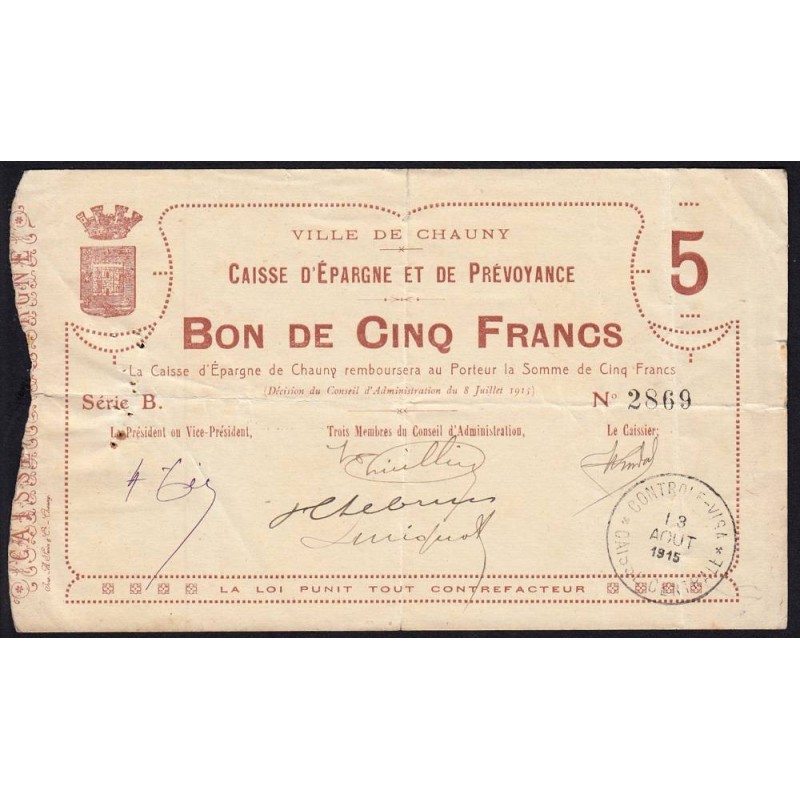 VILLE DE CHAUNY
CAISSE D'ÉPARGNE ET DE PRÉVOYANCE
5
BON DE CINQ FRANCS
La Caisse d'Épargne de Chauny remboursera au Porteur la Somme de Cinq Francs
(Décision du Conseil d'Administration du 8 Juillet 1915)
Série B.
No 2869
Le Président ou Vice-Président,
Trois Membres du Conseil d'Administration,
Le Caissier:
CONTROLE-VISA
13
AOUT
1915
LA LOI PUNIT TOUT CONTREFACTEUR